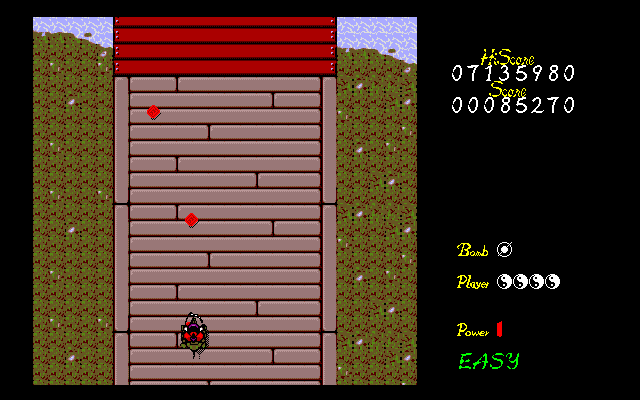 HiScore
07135980
Score
00085270
Bomb
Player
Power
EASY